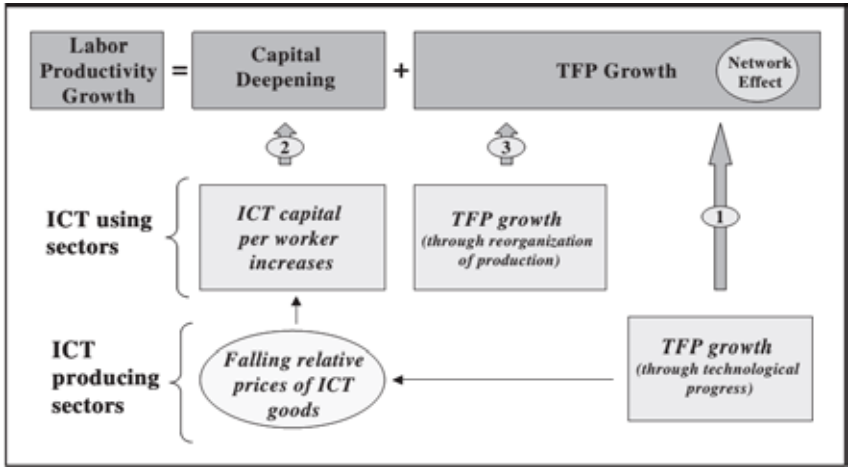 Labor
Productivity
Growth
=
Capital
Deepening
+
TFP Growth
Network
Effect
2
3
1
ICT using
sectors
ICT capital
per worker
increases
TFP growth
(through reorganization
of production)
ICT
producing
sectors
Falling relative
prices of ICT
goods
TFP growth
(through technological
progress)